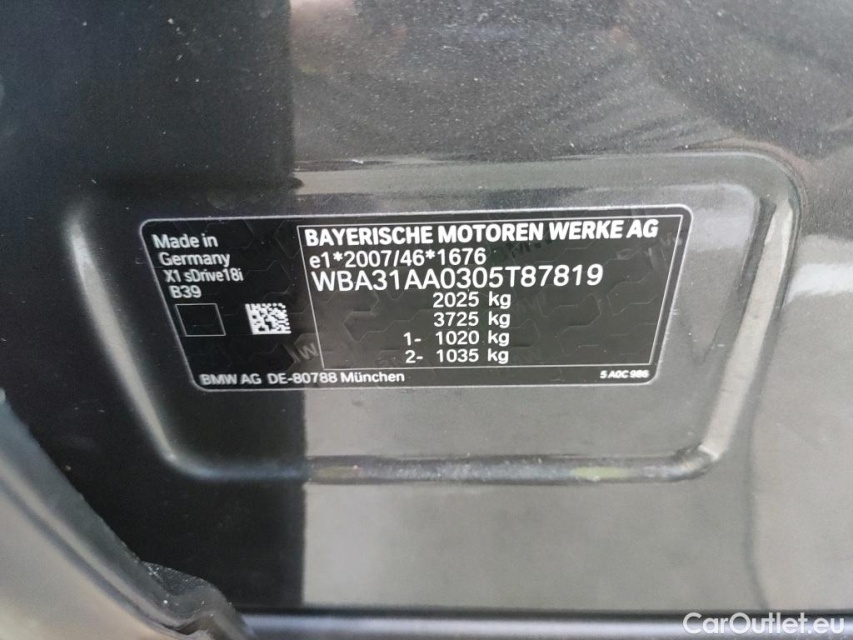 Made in
Germany
X1 sDrive18i
B39
BAYERISCHE MOTOREN WERKE AG
e1*2007/46*1676
WBA31AA0305T87819
2025 kg
3725 kg
1- 1020 kg
2- 1035 kg
BMW AG DE-80788 München
5 A0C 986
CarOutlet.eu